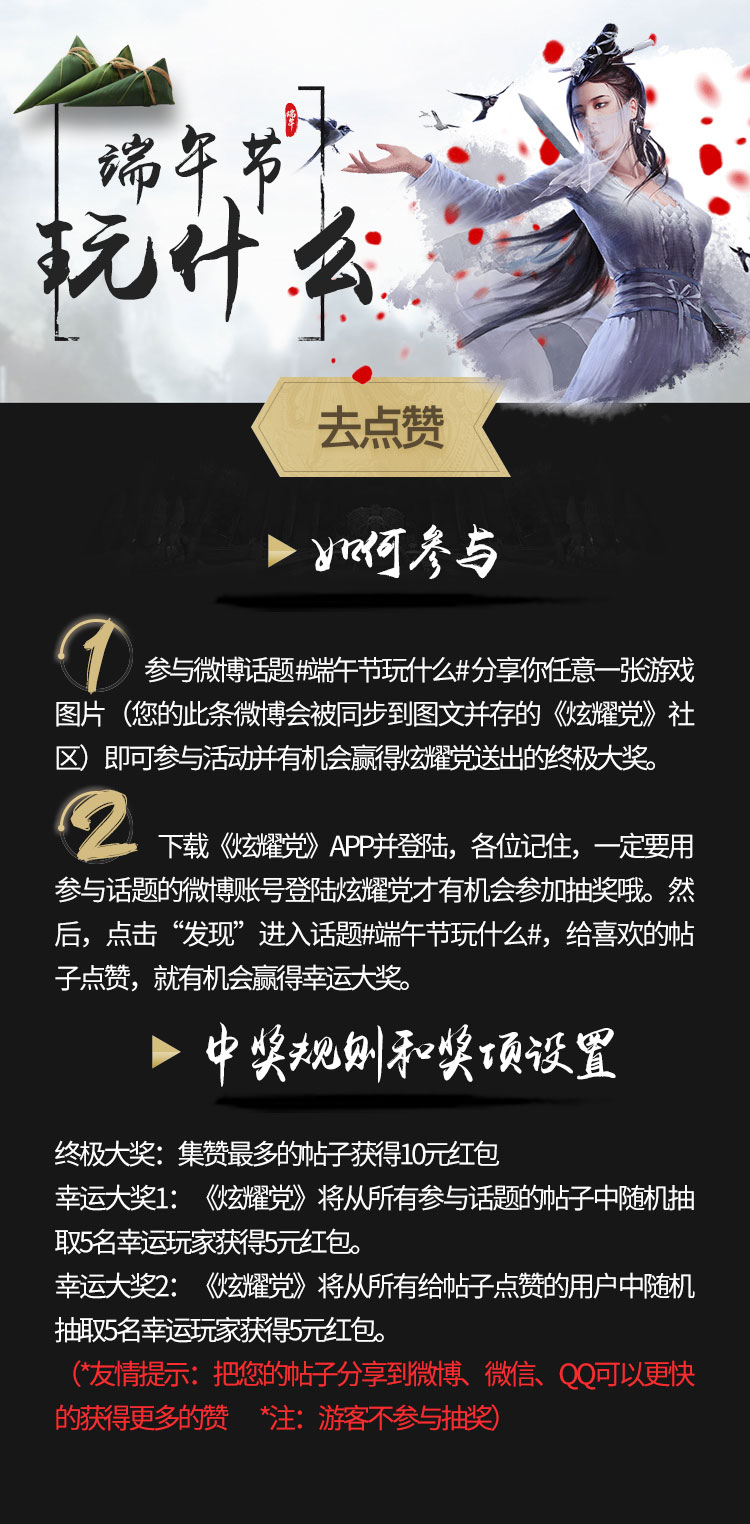 端午
端午节
玩什么
去点赞
如何参与
1 参与微博话题#端午节玩什么#分享你任意一张游戏
图片（您的此条微博会被同步到图文并存的《炫耀党》社
区）即可参与活动并有机会赢得炫耀党送出的终极大奖。
2 下载《炫耀党》APP并登陆，各位记住，一定要用
参与话题的微博账号登陆炫耀党才有机会参加抽奖哦。然
后，点击“发现”进入话题#端午节玩什么#，给喜欢的帖
子点赞，就有机会赢得幸运大奖。
中奖规则和奖项设置
终极大奖：集赞最多的帖子获得10元红包
幸运大奖1：《炫耀党》将从所有参与话题的帖子中随机抽
取5名幸运玩家获得5元红包。
幸运大奖2：《炫耀党》将从所有给帖子点赞的用户中随机
抽取5名幸运玩家获得5元红包。
（*友情提示：把您的帖子分享到微博、微信、QQ可以更快
的获得更多的赞 *注：游客不参与抽奖）